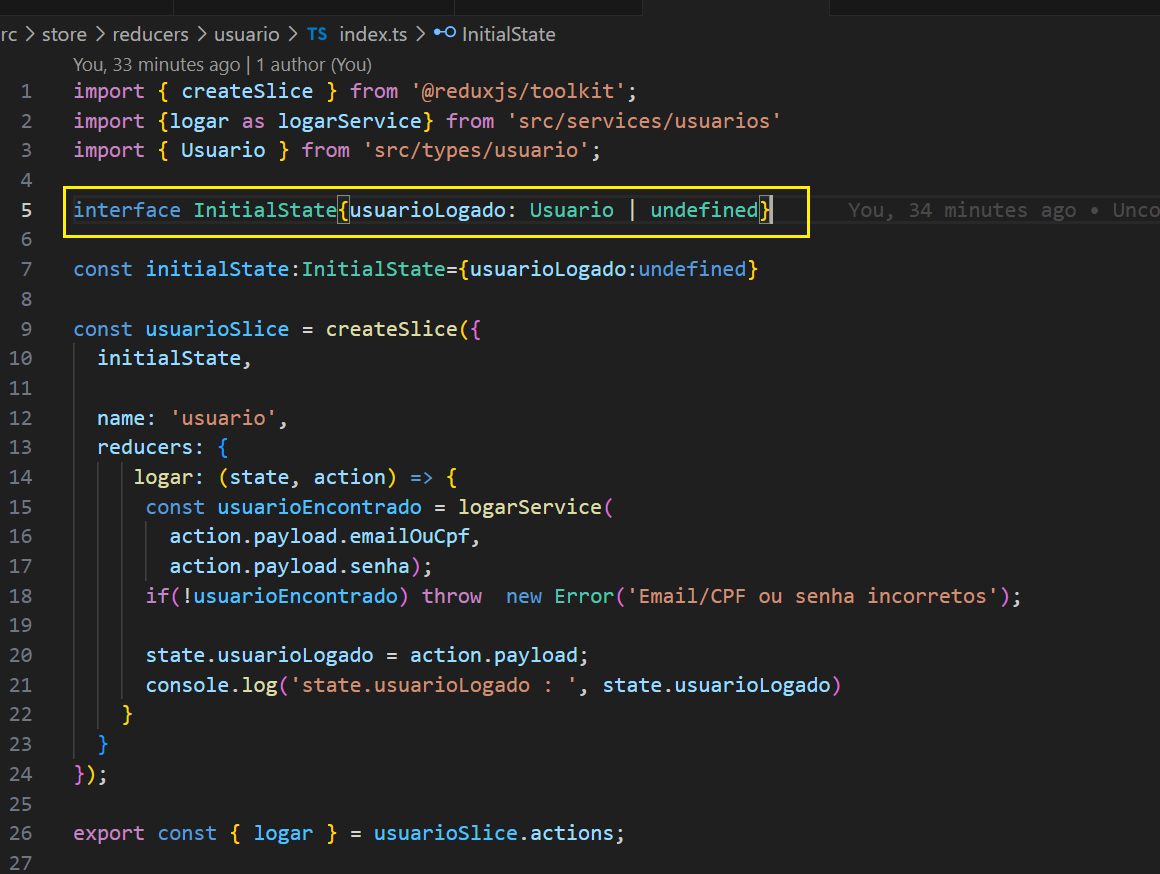 rc > store > reducers > usuario > TS index.ts > InitialState
You, 33 minutes ago | 1 author (You)
1 import { createSlice } from '@reduxjs/toolkit';
2 import {logar as logarService} from 'src/services/usuarios'
3 import { Usuario } from 'src/types/usuario';
4
5 interface InitialState{usuarioLogado: Usuario | undefined} You, 34 minutes ago • Unco
6
7 const initialState:InitialState={usuarioLogado:undefined}
8
9 const usuarioSlice = createSlice({
10 initialState,
11
12 name: 'usuario',
13 reducers: {
14 logar: (state, action) => {
15 const usuarioEncontrado = logarService(
16 action.payload.emailOuCpf,
17 action.payload.senha);
18 if(!usuarioEncontrado) throw  new Error('Email/CPF ou senha incorretos');
19
20 state.usuarioLogado = action.payload;
21 console.log('state.usuarioLogado : ', state.usuarioLogado)
22 }
23 }
24 });
25
26 export const { logar } = usuarioSlice.actions;
27